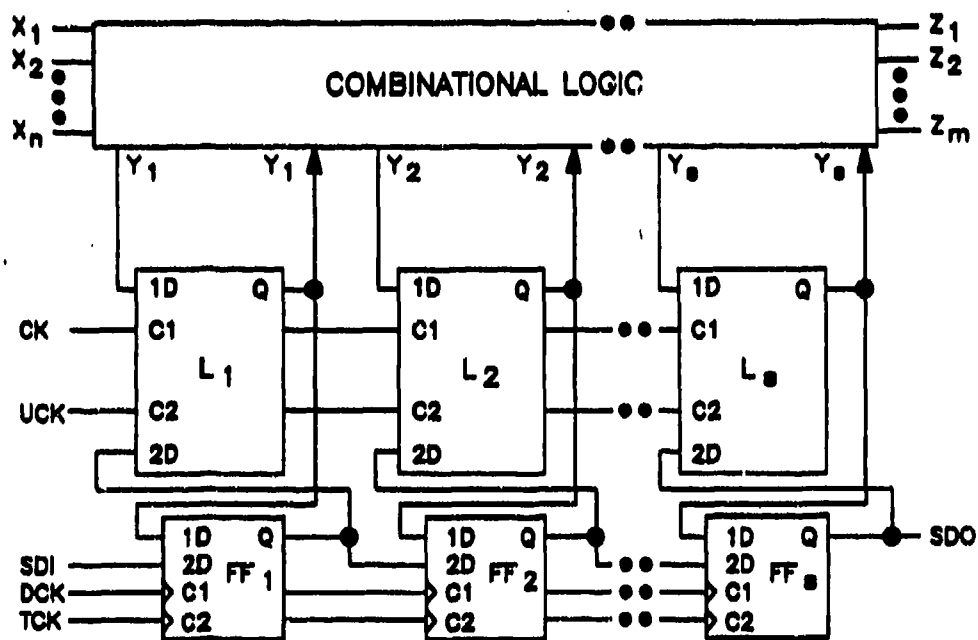 X1 Z1
X2 Z2
COMBINATIONAL LOGIC
Xn Zm
Y1 Y1 Y2 Y2 Ys Ys
1D Q 1D Q 1D Q
CK C1 C1 C1
L1 L2 Ls
UCK C2 C2 C2
2D 2D 2D
1D Q 1D Q 1D Q SDO
SDI 2D FF1 2D FF2 2D FFs
DCK C1 C1 C1
TCK C2 C2 C2